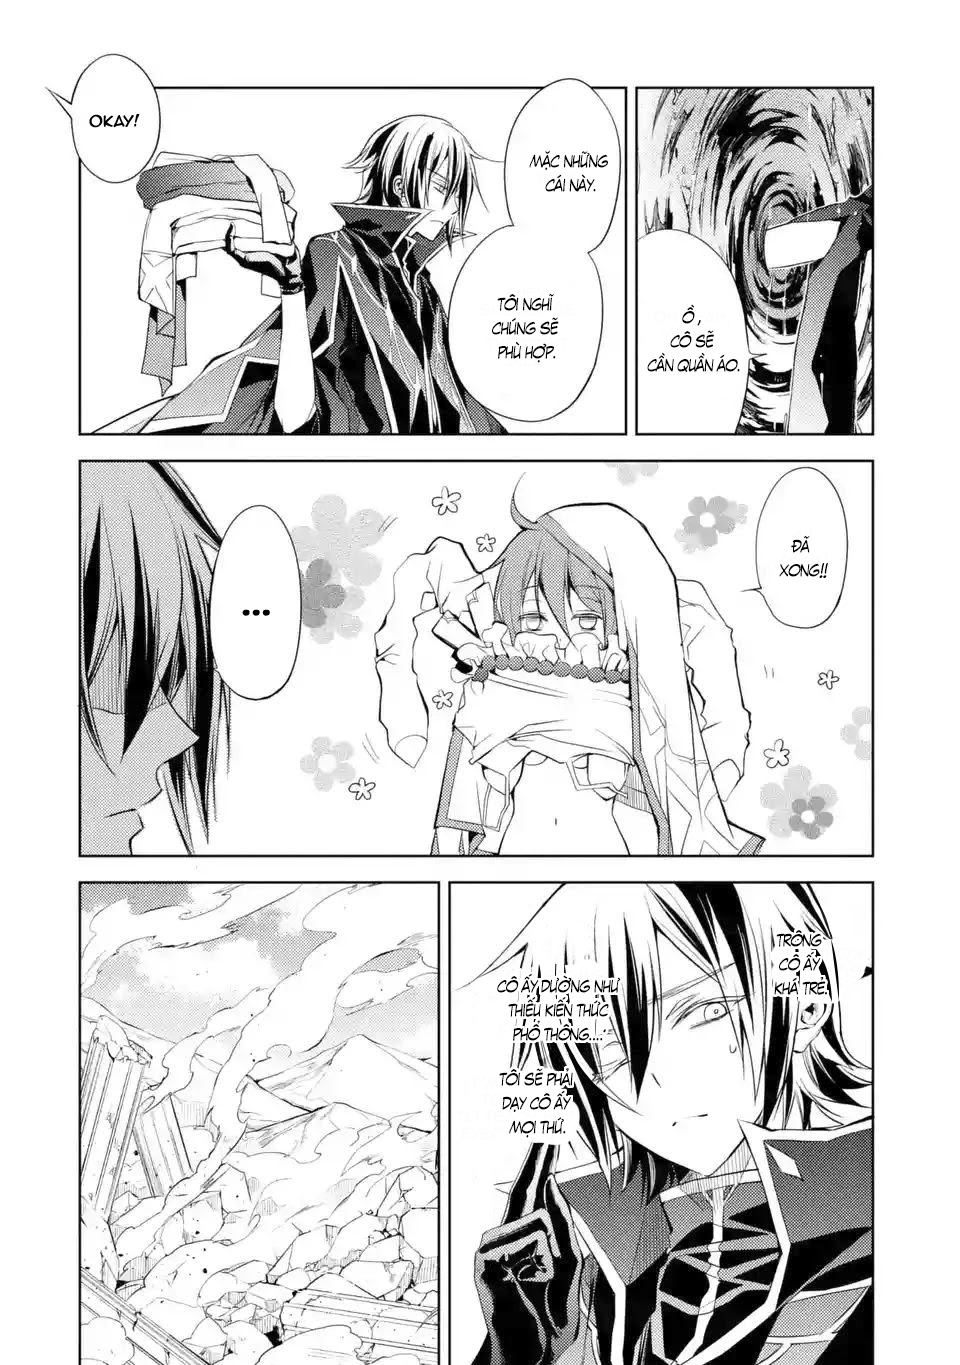 Ồ,
CÔ SẼ
CẦN QUẦN ÁO.
MẶC NHỮNG
CÁI NÀY.
TÔI NGHĨ
CHÚNG SẼ
PHÙ HỢP.
OKAY!
ĐÃ
XONG!!
...
TRÔNG
CÔ ẤY
KHÁ TRẺ.
CÔ ẤY DƯỜNG NHƯ
THIẾU KIẾN THỨC
PHỔ THÔNG....
TÔI SẼ PHẢI
DẠY CÔ ẤY
MỌI THỨ.